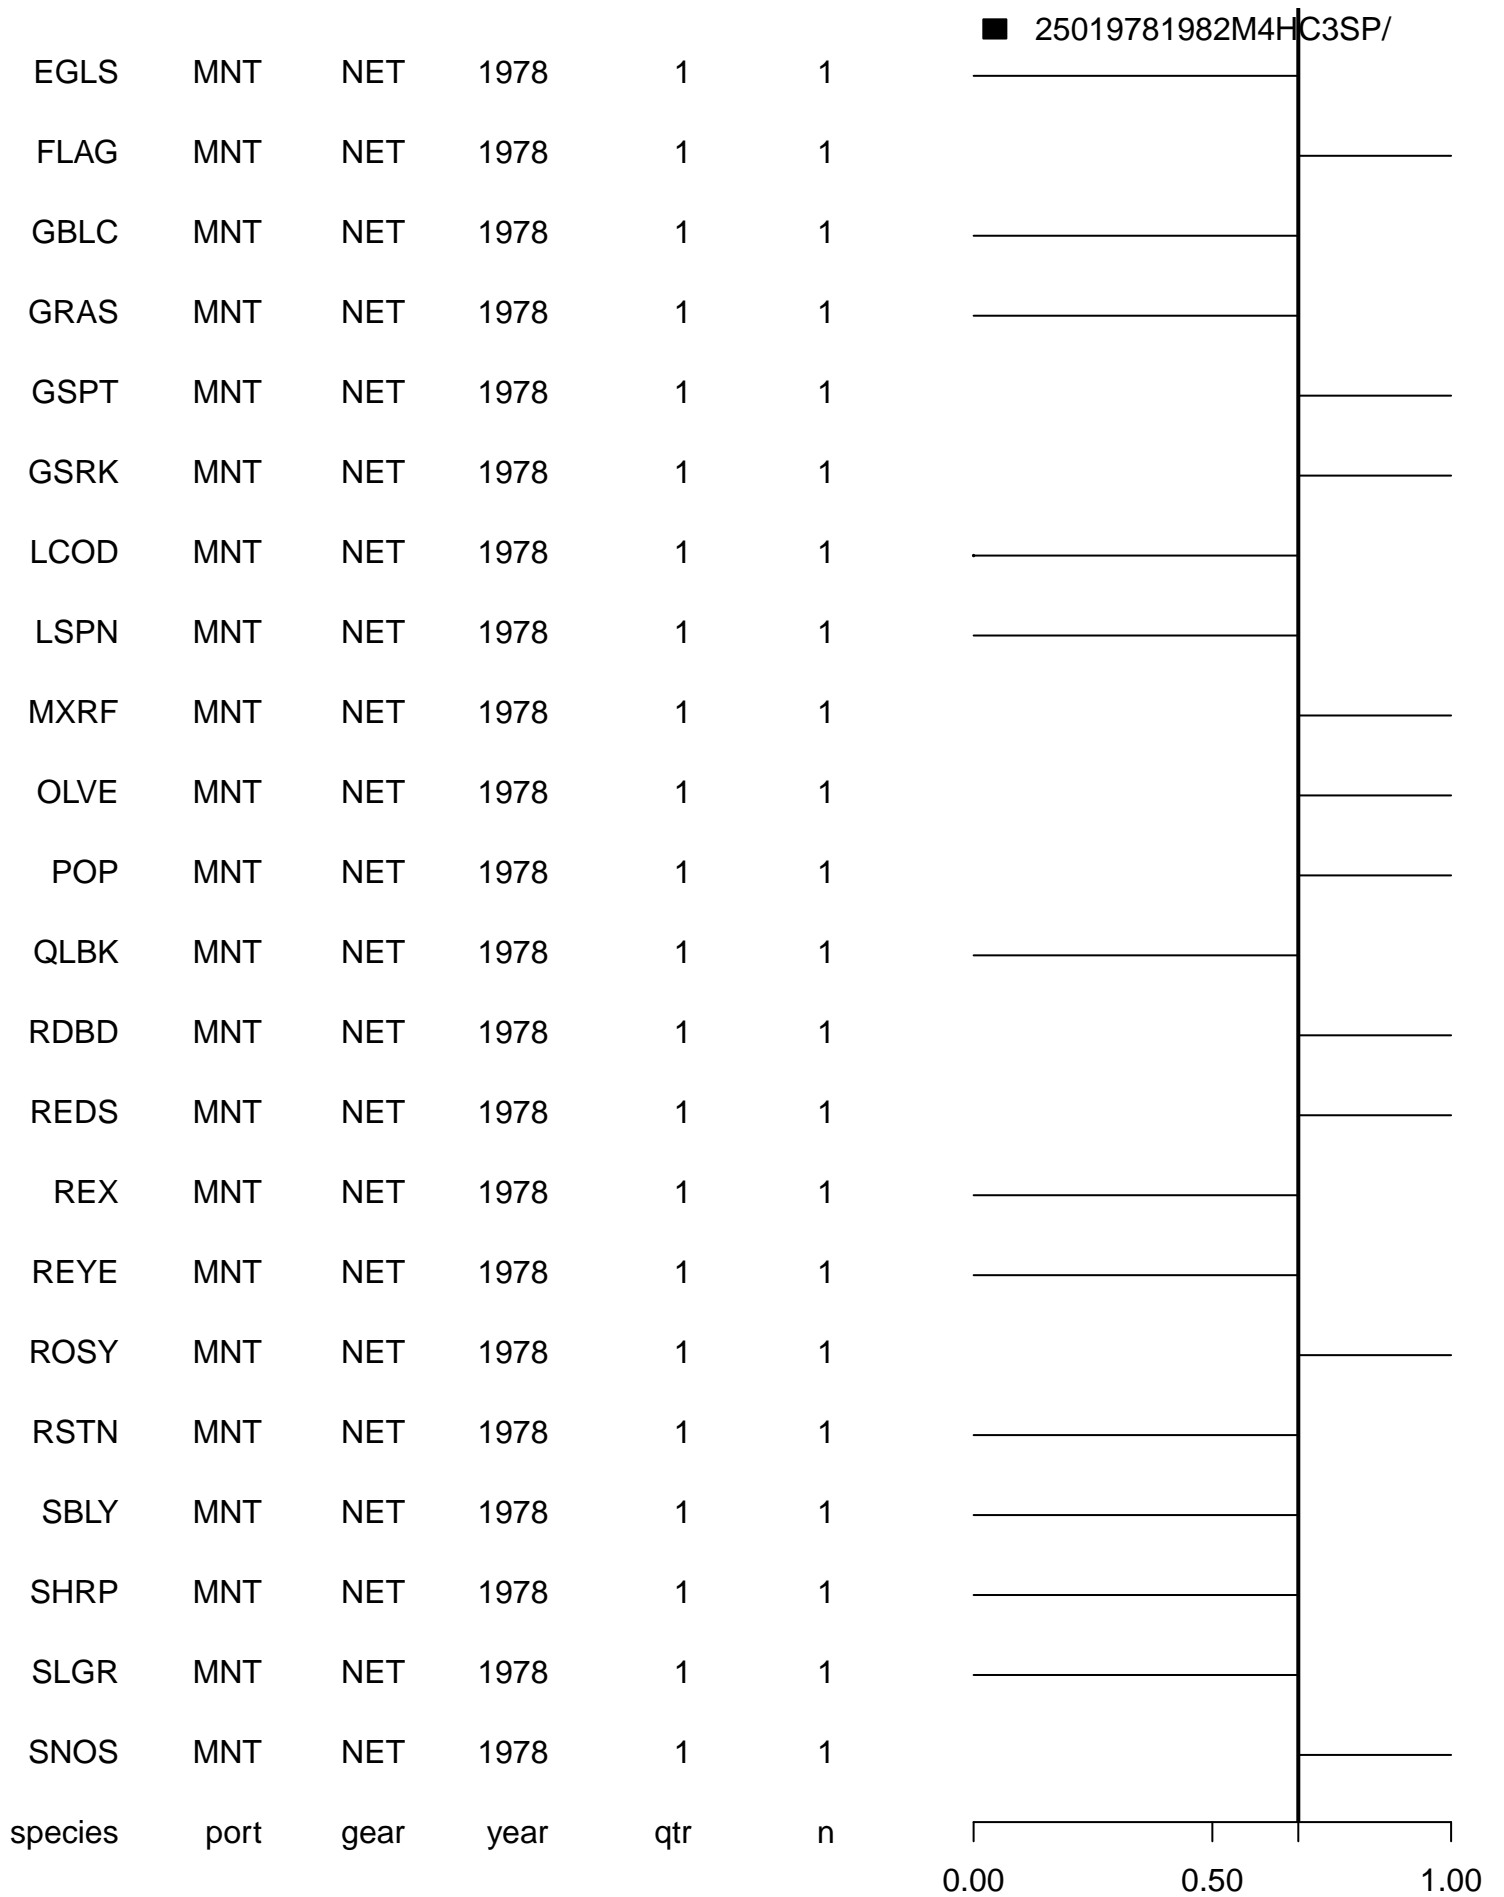 25019781982M4HC3SP/
EGLS MNT NET 1978 1 1
FLAG MNT NET 1978 1 1
GBLC MNT NET 1978 1 1
GRAS MNT NET 1978 1 1
GSPT MNT NET 1978 1 1
GSRK MNT NET 1978 1 1
LCOD MNT NET 1978 1 1
LSPN MNT NET 1978 1 1
MXRF MNT NET 1978 1 1
OLVE MNT NET 1978 1 1
POP MNT NET 1978 1 1
QLBK MNT NET 1978 1 1
RDBD MNT NET 1978 1 1
REDS MNT NET 1978 1 1
REX MNT NET 1978 1 1
REYE MNT NET 1978 1 1
ROSY MNT NET 1978 1 1
RSTN MNT NET 1978 1 1
SBLY MNT NET 1978 1 1
SHRP MNT NET 1978 1 1
SLGR MNT NET 1978 1 1
SNOS MNT NET 1978 1 1
species port gear year qtr n
0.00 0.50 1.00